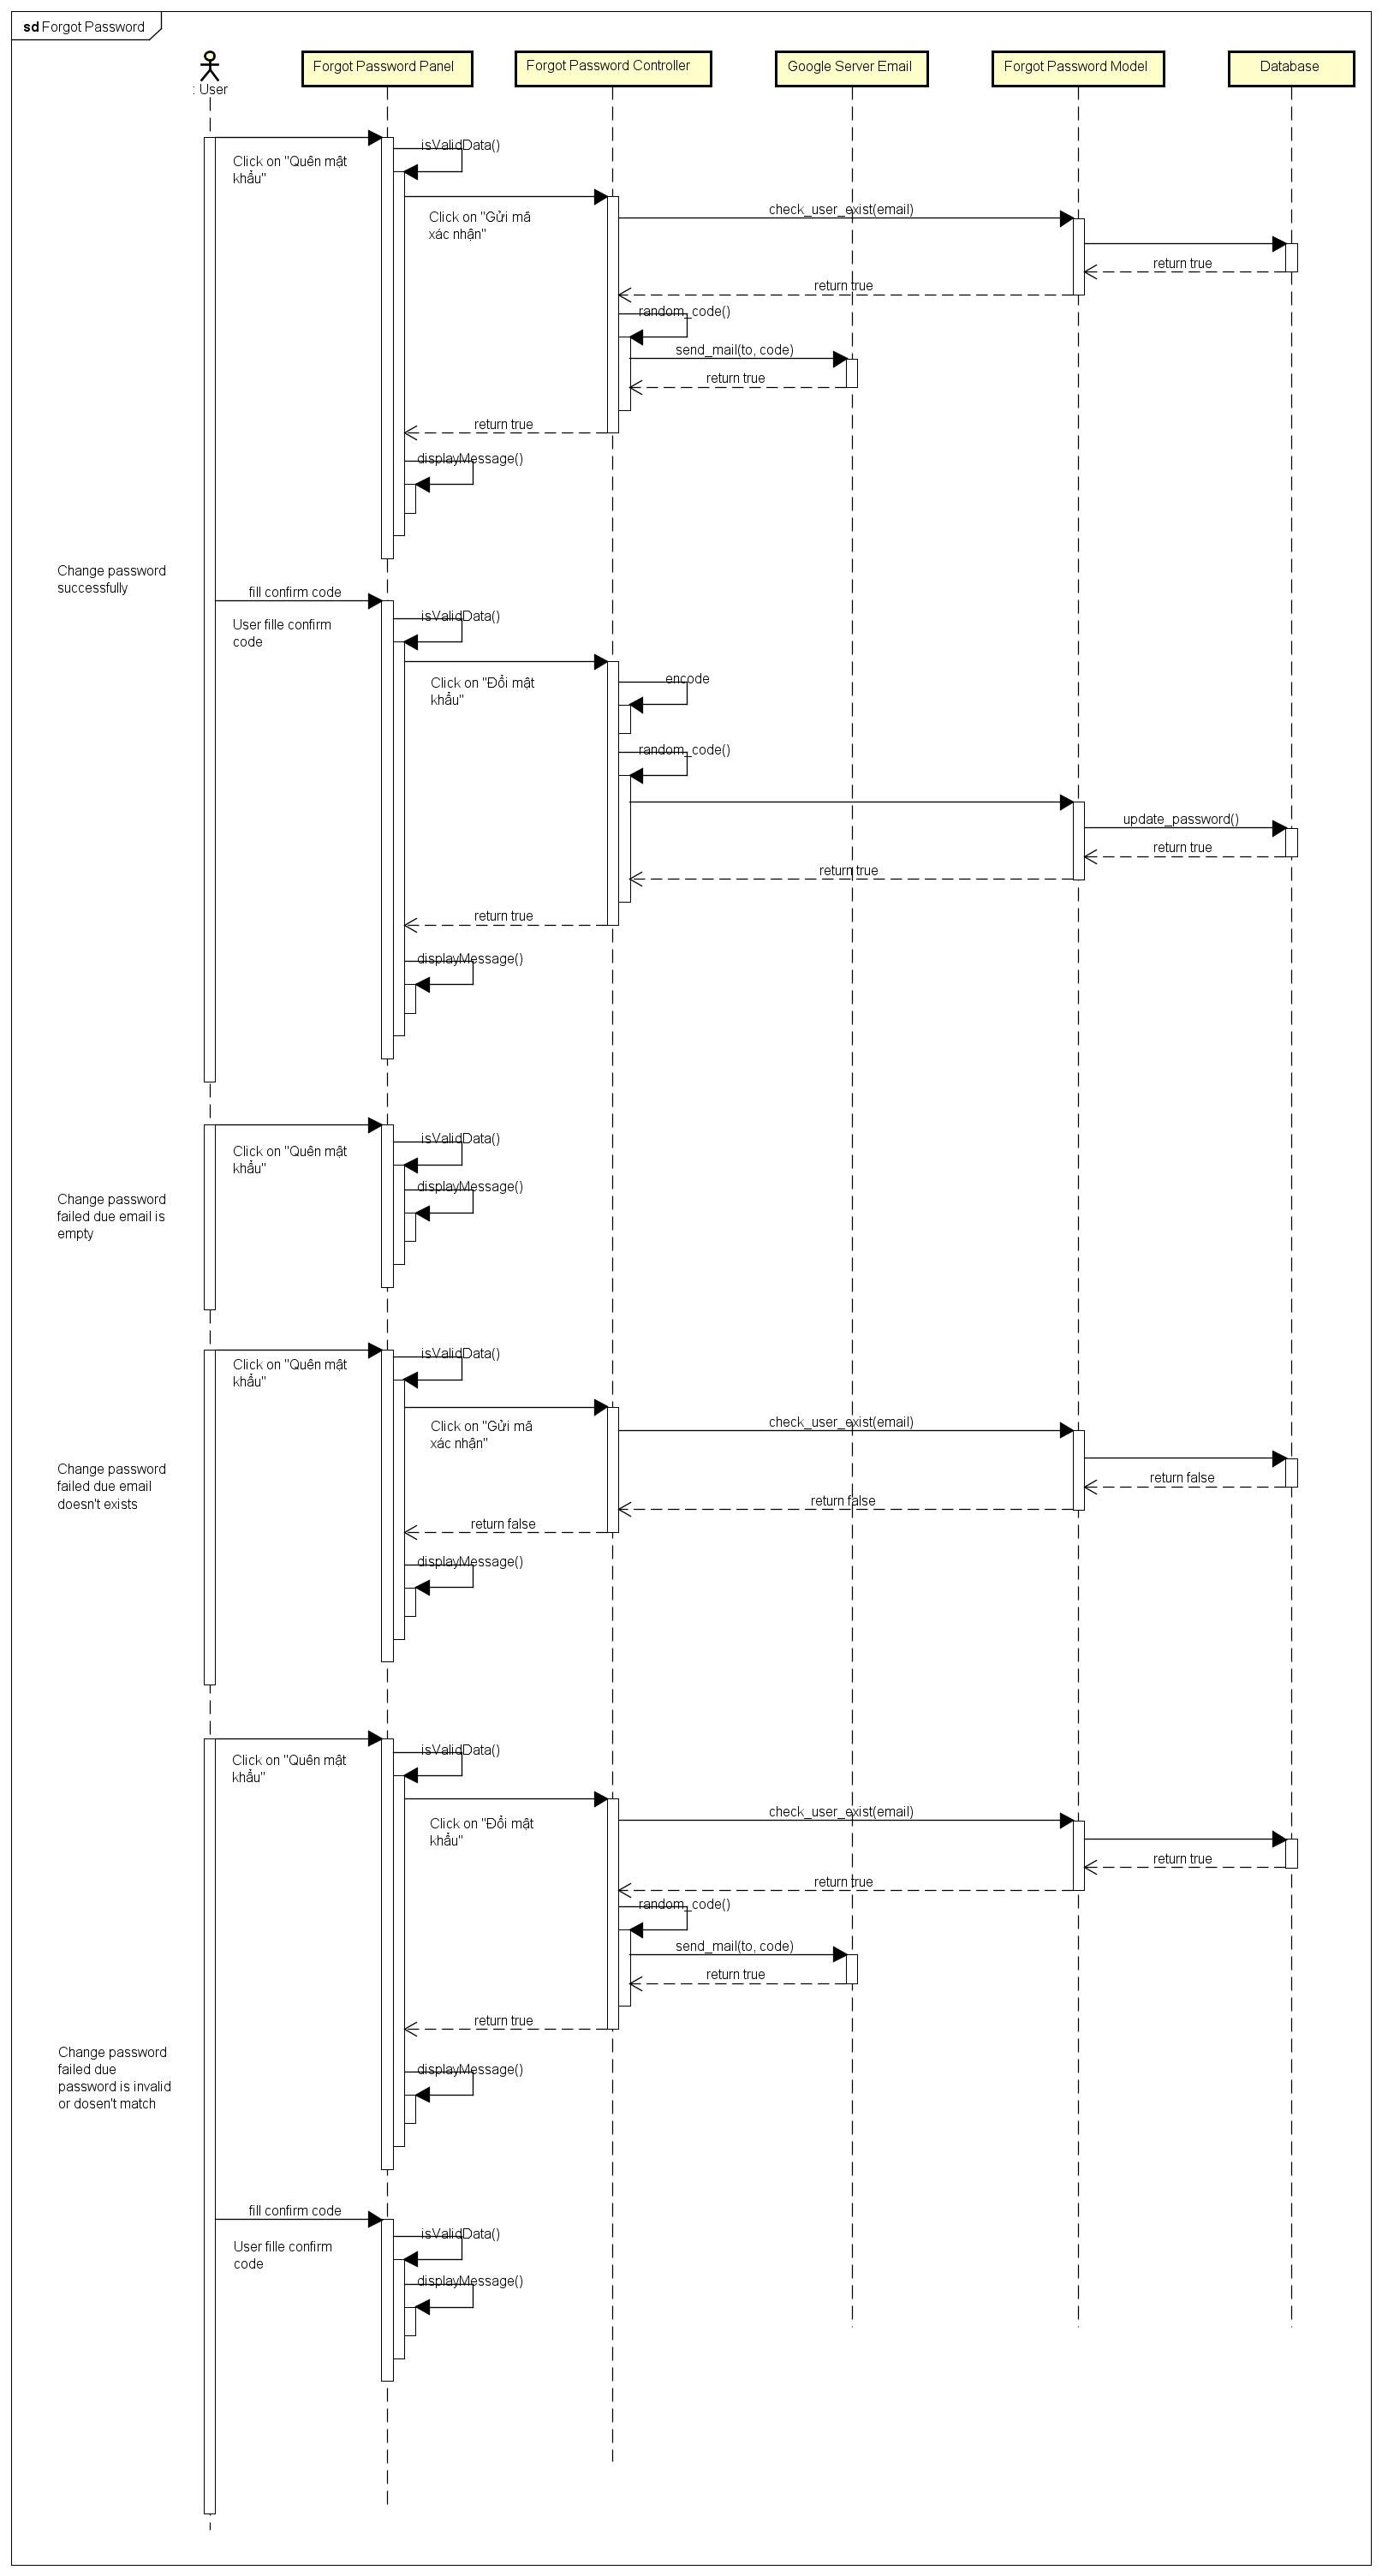 sd Forgot Password
: User
Forgot Password Panel
Forgot Password Controller
Google Server Email
Forgot Password Model
Database
isValidData()
Click on "Quên mật
khẩu"
Click on "Gửi mã
xác nhận"
check_user_exist(email)
return true
return true
random_code()
send_mail(to, code)
return true
return true
displayMessage()
Change password
successfully
fill confirm code
isValidData()
User fille confirm
code
Click on "Đổi mật
khẩu"
encode
random_code()
update_password()
return true
return true
return true
displayMessage()
isValidData()
Click on "Quên mật
khẩu"
displayMessage()
Change password
failed due email is
empty
isValidData()
Click on "Quên mật
khẩu"
Click on "Gửi mã
xác nhận"
check_user_exist(email)
Change password
failed due email
doesn't exists
return false
return false
return false
displayMessage()
isValidData()
Click on "Quên mật
khẩu"
Click on "Đổi mật
khẩu"
check_user_exist(email)
return true
return true
random_code()
send_mail(to, code)
return true
return true
Change password
failed due
password is invalid
or dosen't match
displayMessage()
fill confirm code
isValidData()
User fille confirm
code
displayMessage()